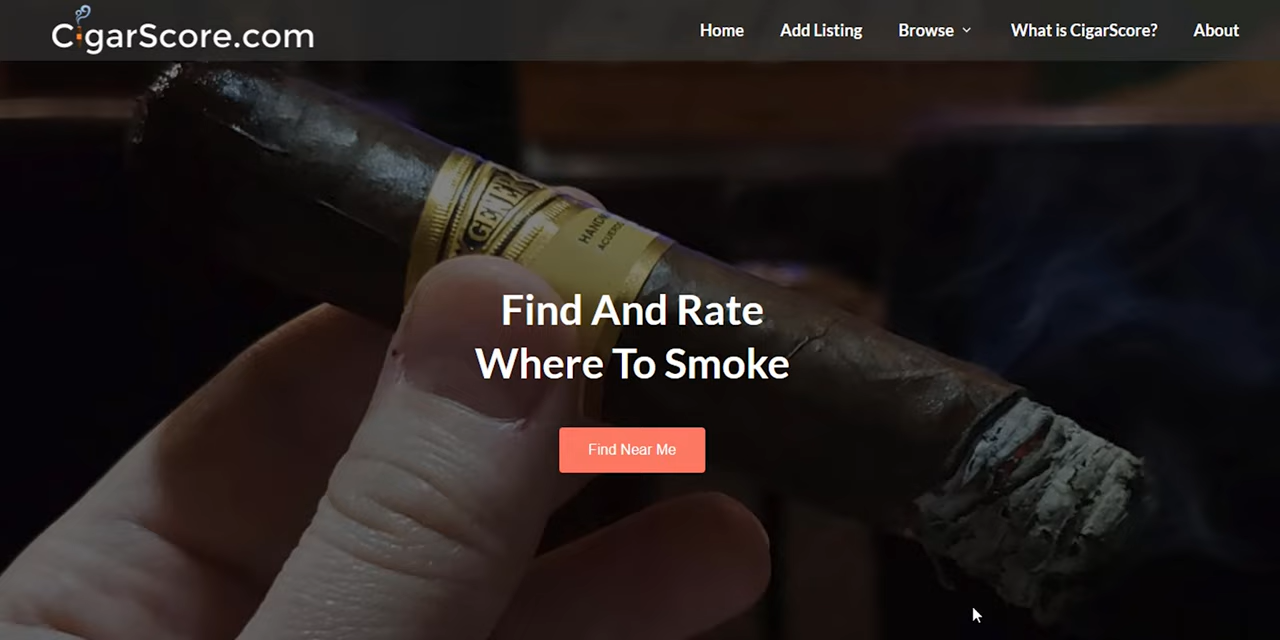 CigarScore.com
Home
Add Listing
Browse
What is CigarScore?
About
HAND
Find And Rate
Where To Smoke
Find Near Me